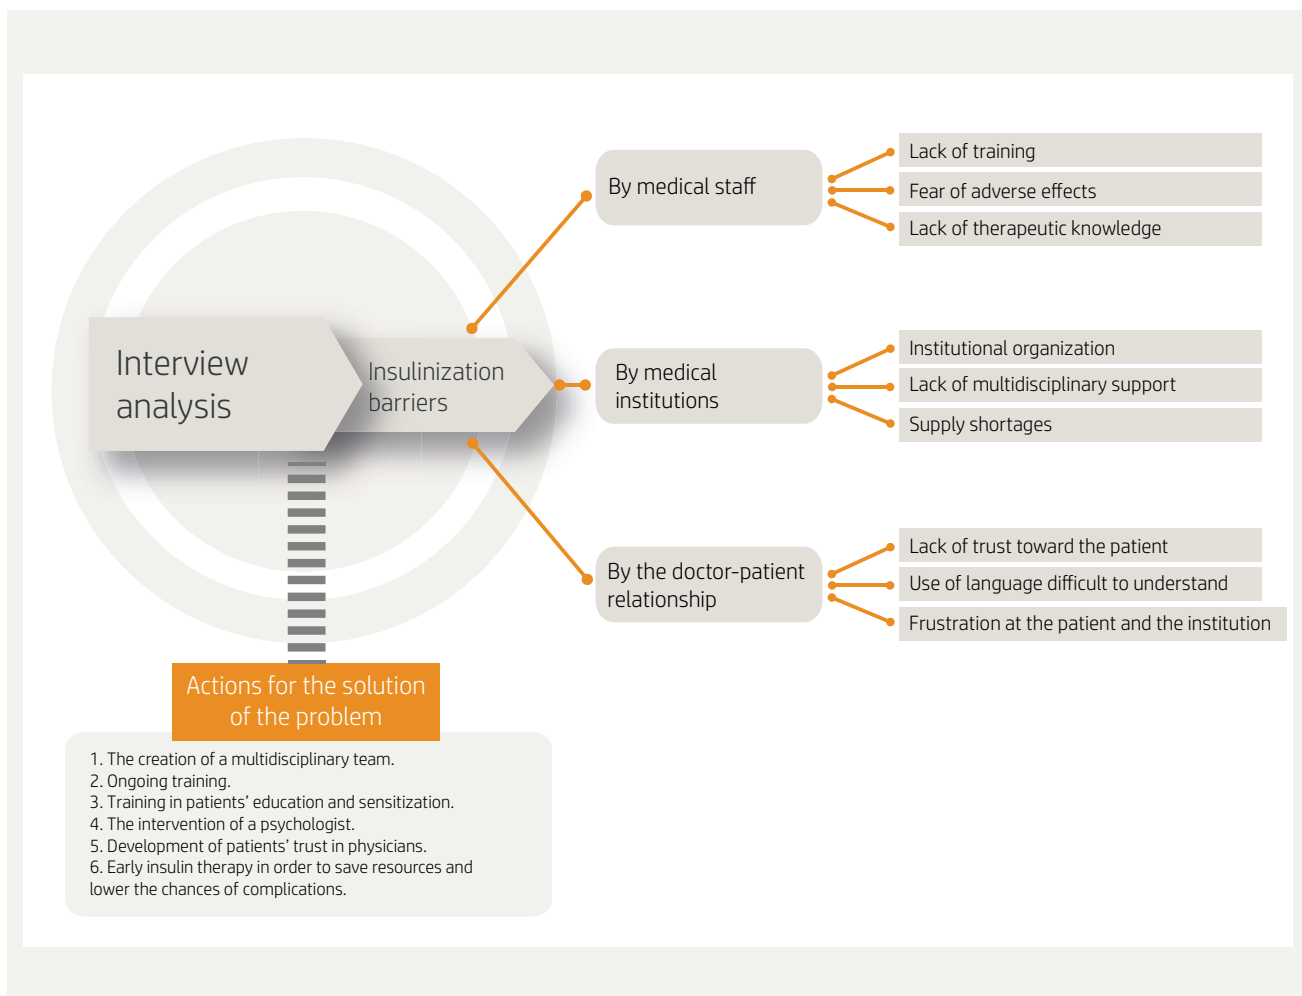 Interview
analysis
Insulinization
barriers
By medical staff
Lack of training
Fear of adverse effects
Lack of therapeutic knowledge
By medical
institutions
Institutional organization
Lack of multidisciplinary support
Supply shortages
By the doctor-patient
relationship
Lack of trust toward the patient
Use of language difficult to understand
Frustration at the patient and the institution
Actions for the solution
of the problem
1. The creation of a multidisciplinary team.
2. Ongoing training.
3. Training in patients’ education and sensitization.
4. The intervention of a psychologist.
5. Development of patients’ trust in physicians.
6. Early insulin therapy in order to save resources and
lower the chances of complications.